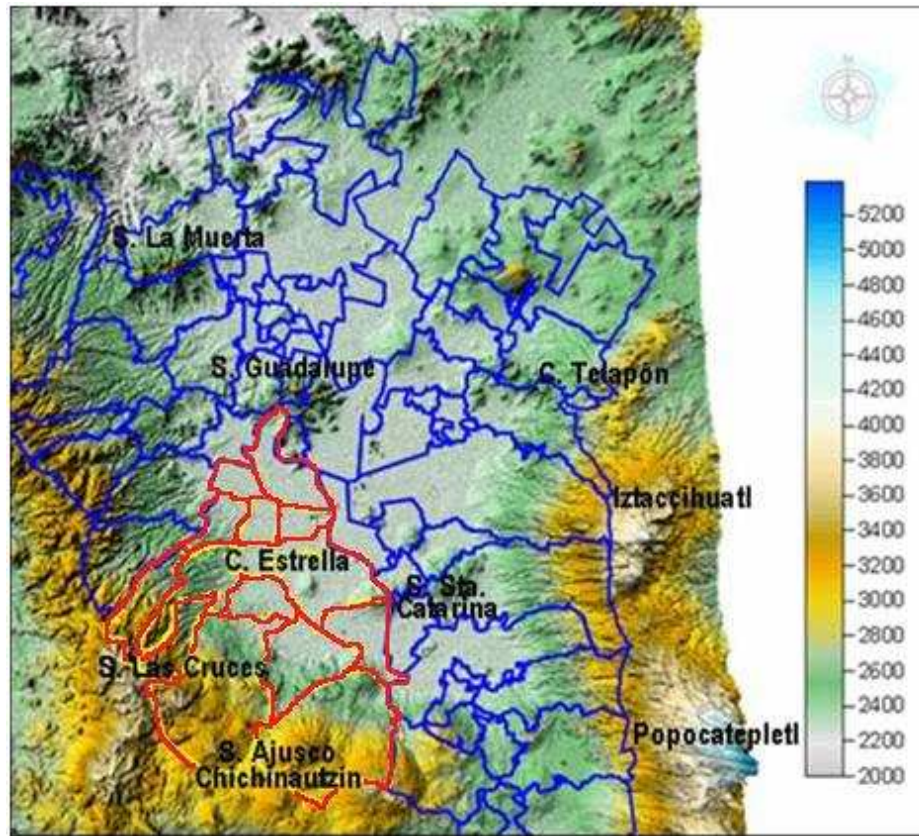 N
S. La Muerta
S. Guadalupe
C. Telapón
Iztaccihuatl
C. Estrella
S. Sta.
Catarina
S. Las Cruces
S. Ajusco
Chichinautzin
Popocatepletl
5200
5000
4800
4600
4400
4200
4000
3800
3600
3400
3200
3000
2800
2600
2400
2200
2000